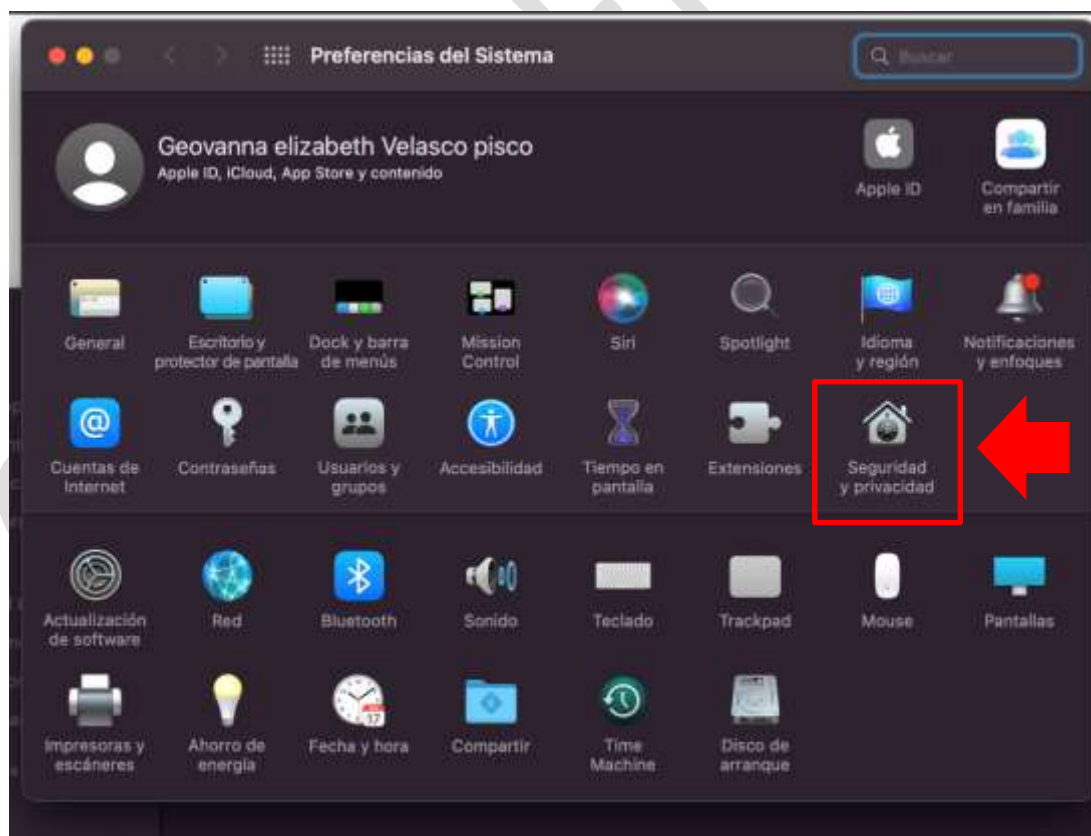 Preferencias del Sistema
Buscar
Geovanna elizabeth Velasco pisco
Apple ID, iCloud, App Store y contenido
Apple ID
Compartir
en familia
General
Escritorio y
protector de pantalla
Dock y barra
de menús
Mission
Control
Siri
Spotlight
Idioma
y región
Notificaciones
y enfoques
Cuentas de
Internet
Contraseñas
Usuarios y
grupos
Accesibilidad
Tiempo en
pantalla
Extensiones
Seguridad
y privacidad
Actualización
de software
Red
Bluetooth
Sonido
Teclado
Trackpad
Mouse
Pantallas
Impresoras y
escáneres
Ahorro de
energía
17
Fecha y hora
Compartir
Time
Machine
Disco de
arranque